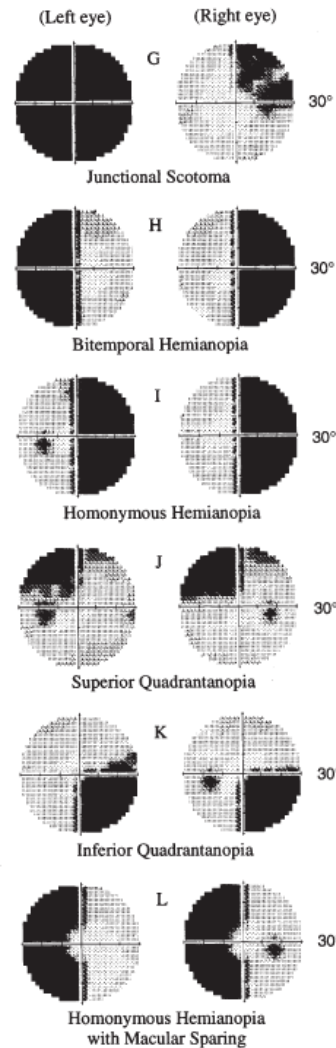 (Left eye) (Right eye)
G
30°
Junctional Scotoma
H
30°
Bitemporal Hemianopia
I
30°
Homonymous Hemianopia
J
30°
Superior Quadrantanopia
K
30
Inferior Quadrantanopia
L
30
Homonymous Hemianopia
with Macular Sparing